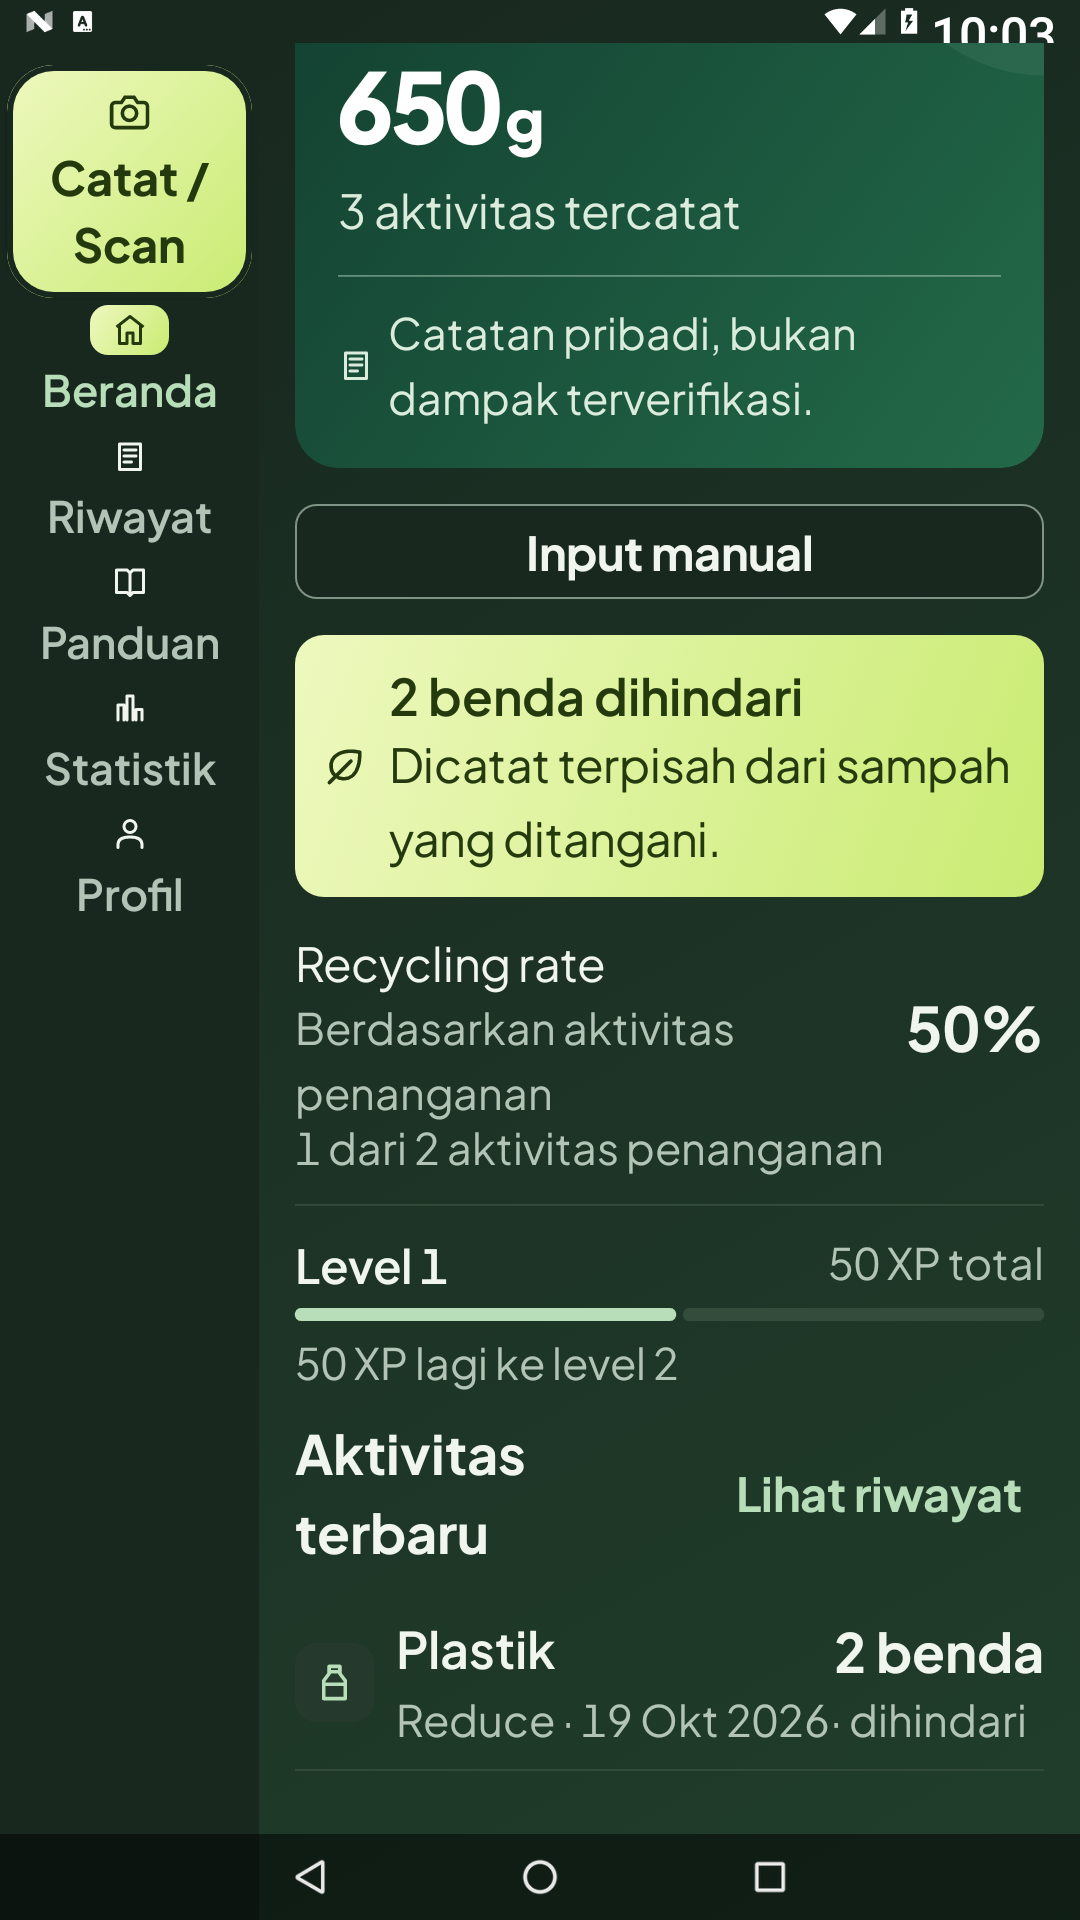 10:03
Catat /
Scan
Beranda
Riwayat
Panduan
Statistik
Profil
650g
3 aktivitas tercatat
Catatan pribadi, bukan
dampak terverifikasi.
Input manual
2 benda dihindari
Dicatat terpisah dari sampah
yang ditangani.
Recycling rate
Berdasarkan aktivitas
penanganan
50%
1 dari 2 aktivitas penanganan
Level 1
50 XP total
50 XP lagi ke level 2
Aktivitas
terbaru
Lihat riwayat
Plastik
2 benda
Reduce · 19 Okt 2026· dihindari